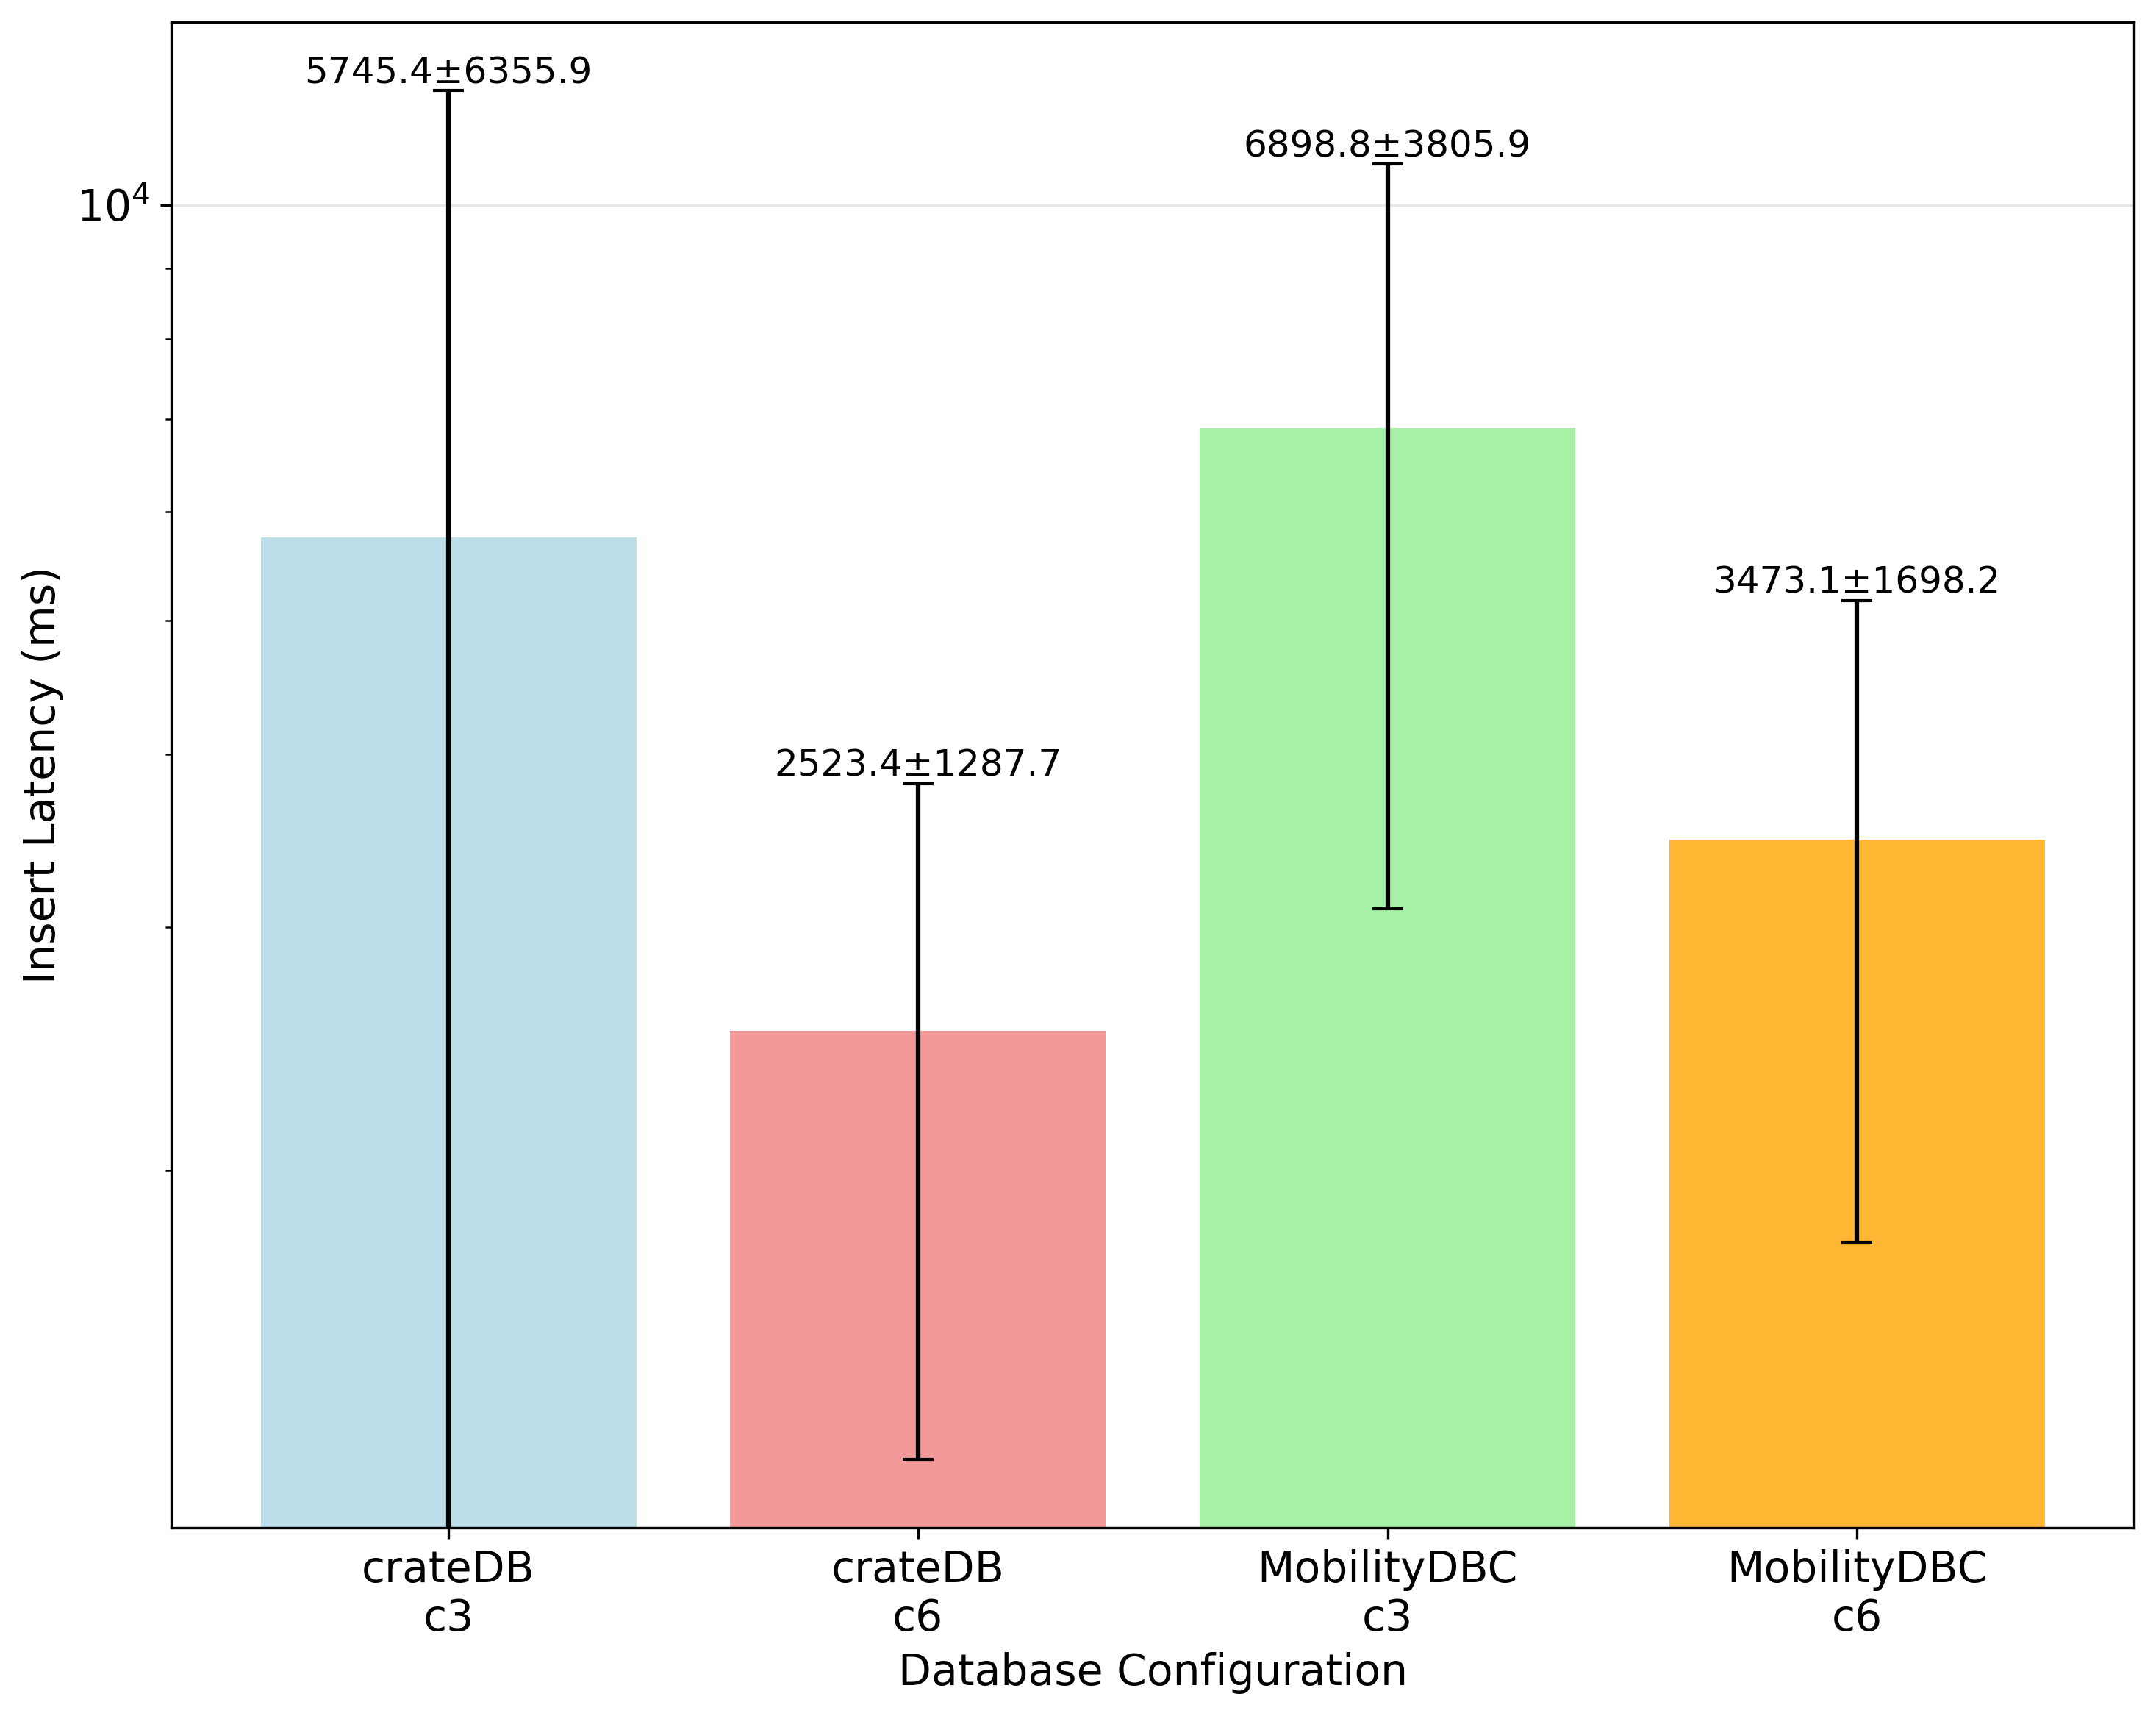 5745.4±6355.9
6898.8±3805.9
10⁴
3473.1±1698.2
2523.4±1287.7
Insert Latency (ms)
crateDB
c3
crateDB
c6
MobilityDBC
c3
MobilityDBC
c6
Database Configuration